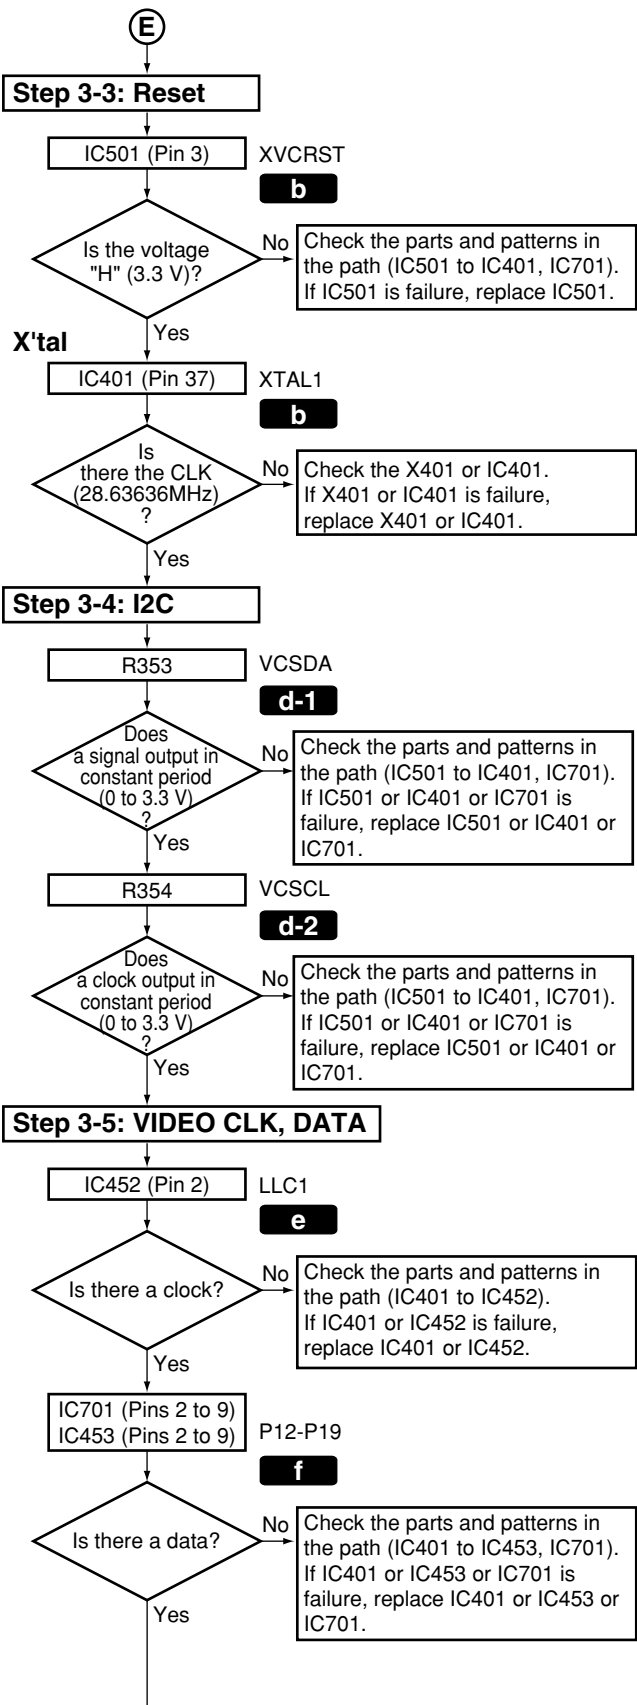 E
Step 3-3: Reset
IC501 (Pin 3)
XVCRST
b
Is the voltage
"H" (3.3 V)?
No
Check the parts and patterns in
the path (IC501 to IC401, IC701).
If IC501 is failure, replace IC501.
Yes
X'tal
IC401 (Pin 37)
XTAL1
b
Is
there the CLK
(28.63636MHz)
?
No
Check the X401 or IC401.
If X401 or IC401 is failure,
replace X401 or IC401.
Yes
Step 3-4: I2C
R353
VCSDA
d-1
Does
a signal output in
constant period
(0 to 3.3 V)
?
No
Check the parts and patterns in
the path (IC501 to IC401, IC701).
If IC501 or IC401 or IC701 is
failure, replace IC501 or IC401 or
IC701.
Yes
R354
VCSCL
d-2
Does
a clock output in
constant period
(0 to 3.3 V)
?
No
Check the parts and patterns in
the path (IC501 to IC401, IC701).
If IC501 or IC401 or IC701 is
failure, replace IC501 or IC401 or
IC701.
Yes
Step 3-5: VIDEO CLK, DATA
IC452 (Pin 2)
LLC1
e
Is there a clock?
No
Check the parts and patterns in
the path (IC401 to IC452).
If IC401 or IC452 is failure,
replace IC401 or IC452.
Yes
IC701 (Pins 2 to 9)
IC453 (Pins 2 to 9)
P12-P19
f
Is there a data?
No
Check the parts and patterns in
the path (IC401 to IC453, IC701).
If IC401 or IC453 or IC701 is
failure, replace IC401 or IC453 or
IC701.
Yes